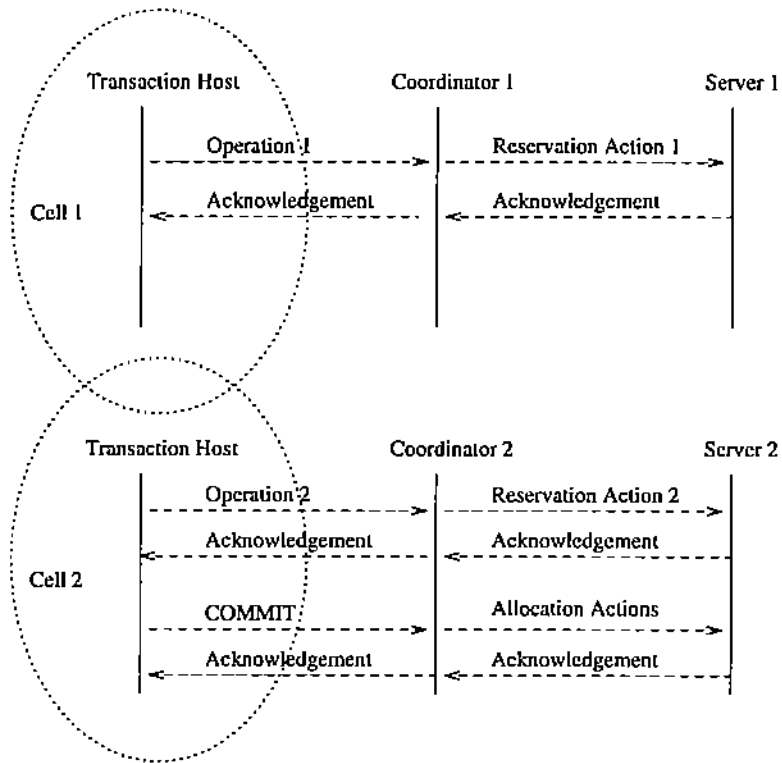 Transaction Host Coordinator 1 Server 1
Operation 1 Reservation Action 1
Acknowledgement Acknowledgement
Cell 1
Transaction Host Coordinator 2 Server 2
Operation 2 Reservation Action 2
Acknowledgement Acknowledgement
Cell 2
COMMIT Allocation Actions
Acknowledgement Acknowledgement